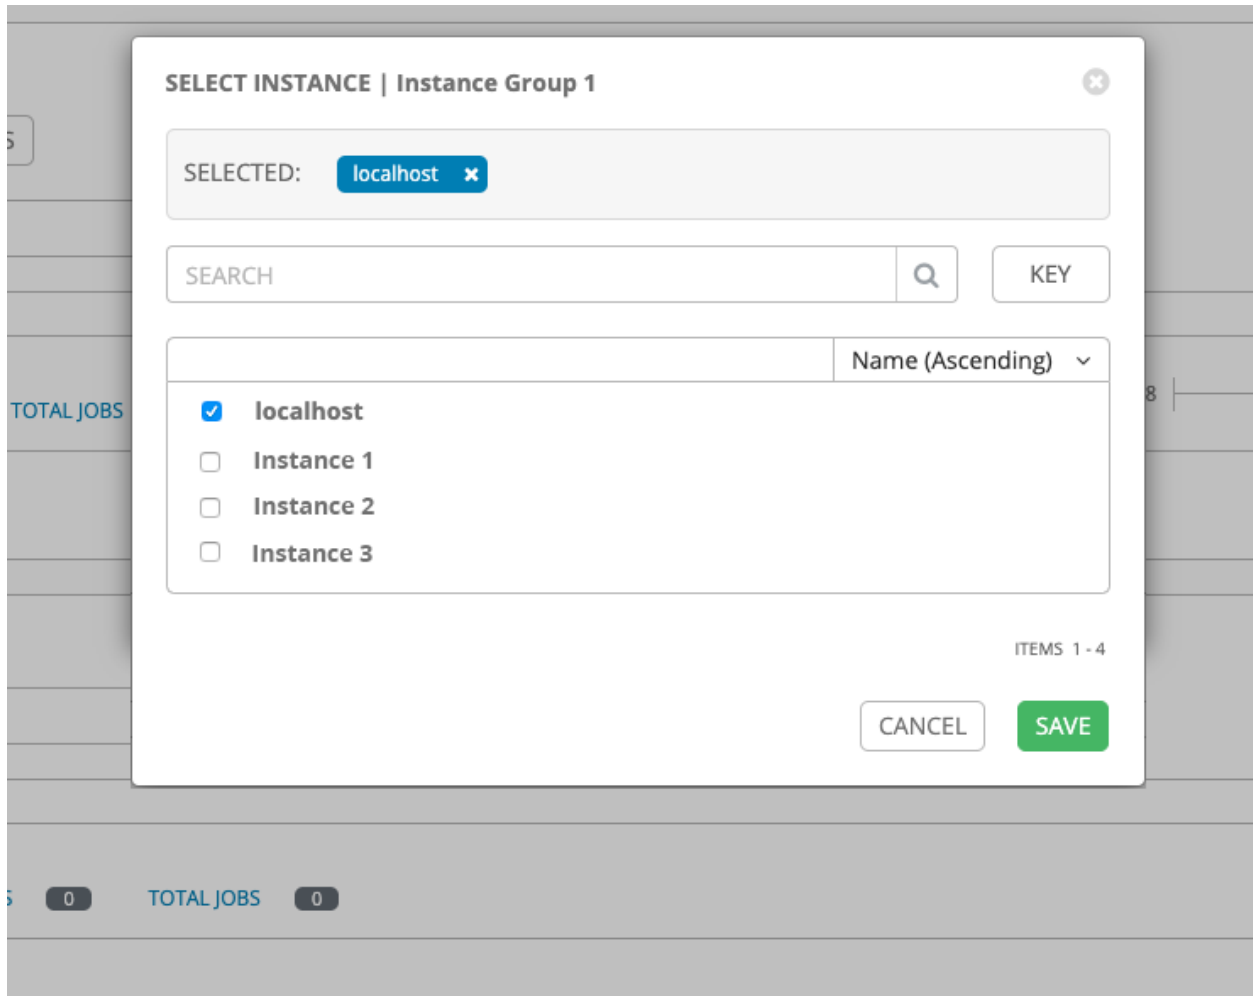 SELECT INSTANCE | Instance Group 1
S
SELECTED: localhost
SEARCH
KEY
Name (Ascending)
TOTAL JOBS
8
localhost
Instance 1
Instance 2
Instance 3
ITEMS 1 - 4
CANCEL SAVE
S 0 TOTAL JOBS 0